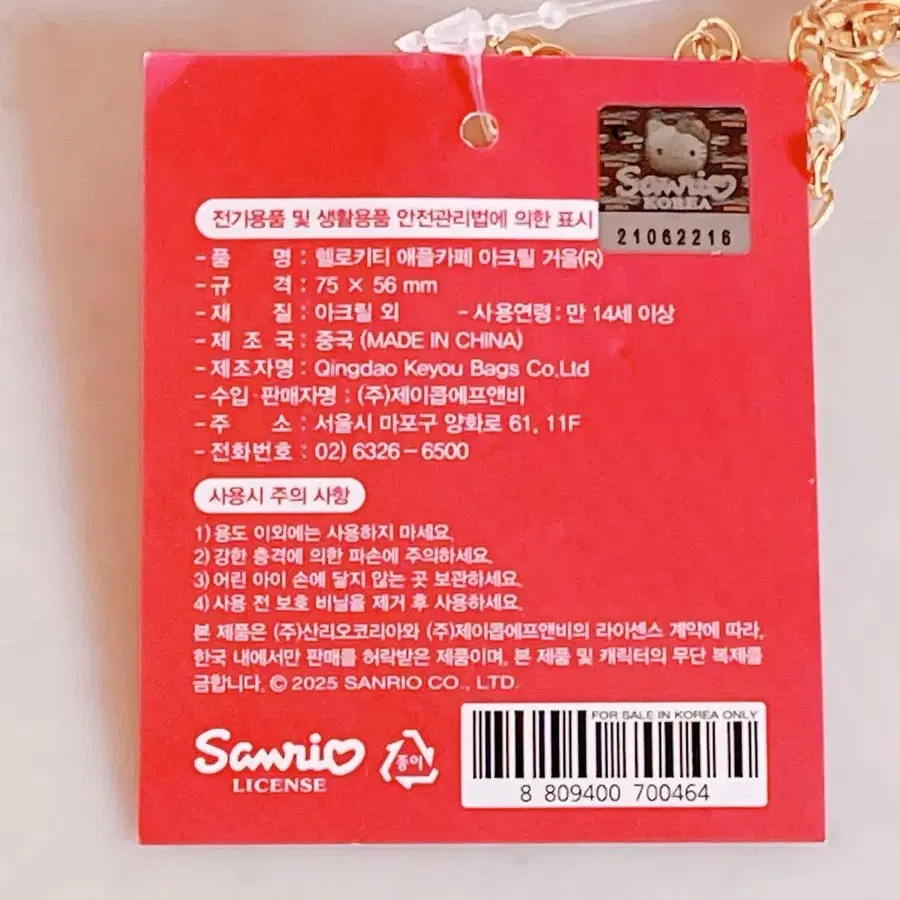 Sanrio
KOREA
21062216
전기용품 및 생활용품 안전관리법에 의한 표시
-품 명 : 헬로키티 애플카페 아크릴 거울(R)
-규 격 : 75 × 56 mm
-재 질 : 아크릴 외 -사용연령 : 만 14세 이상
-제 조 국 : 중국 (MADE IN CHINA)
-제조자명 : Qingdao Keyou Bags Co.,Ltd
-수입 판매자명 : (주)제이콥에프앤비
-주 소 : 서울시 마포구 양화로 61, 11F
-전화번호 : 02) 6326-6500
사용시 주의 사항
1) 용도 이외에는 사용하지 마세요.
2) 강한 충격에 의한 파손에 주의하세요.
3) 어린 아이 손에 닿지 않는 곳 보관하세요.
4) 사용 전 보호 비닐을 제거 후 사용하세요.
본 제품은 (주)산리오코리아와 (주)제이콥에프앤비의 라이센스 계약에 따라,
한국 내에서만 판매를 허락받은 제품이며, 본 제품 및 캐릭터의 무단 복제를
금합니다. © 2025 SANRIO CO., LTD.
Sanrio
LICENSE
종이
FOR SALE IN KOREA ONLY
8 809400 700464